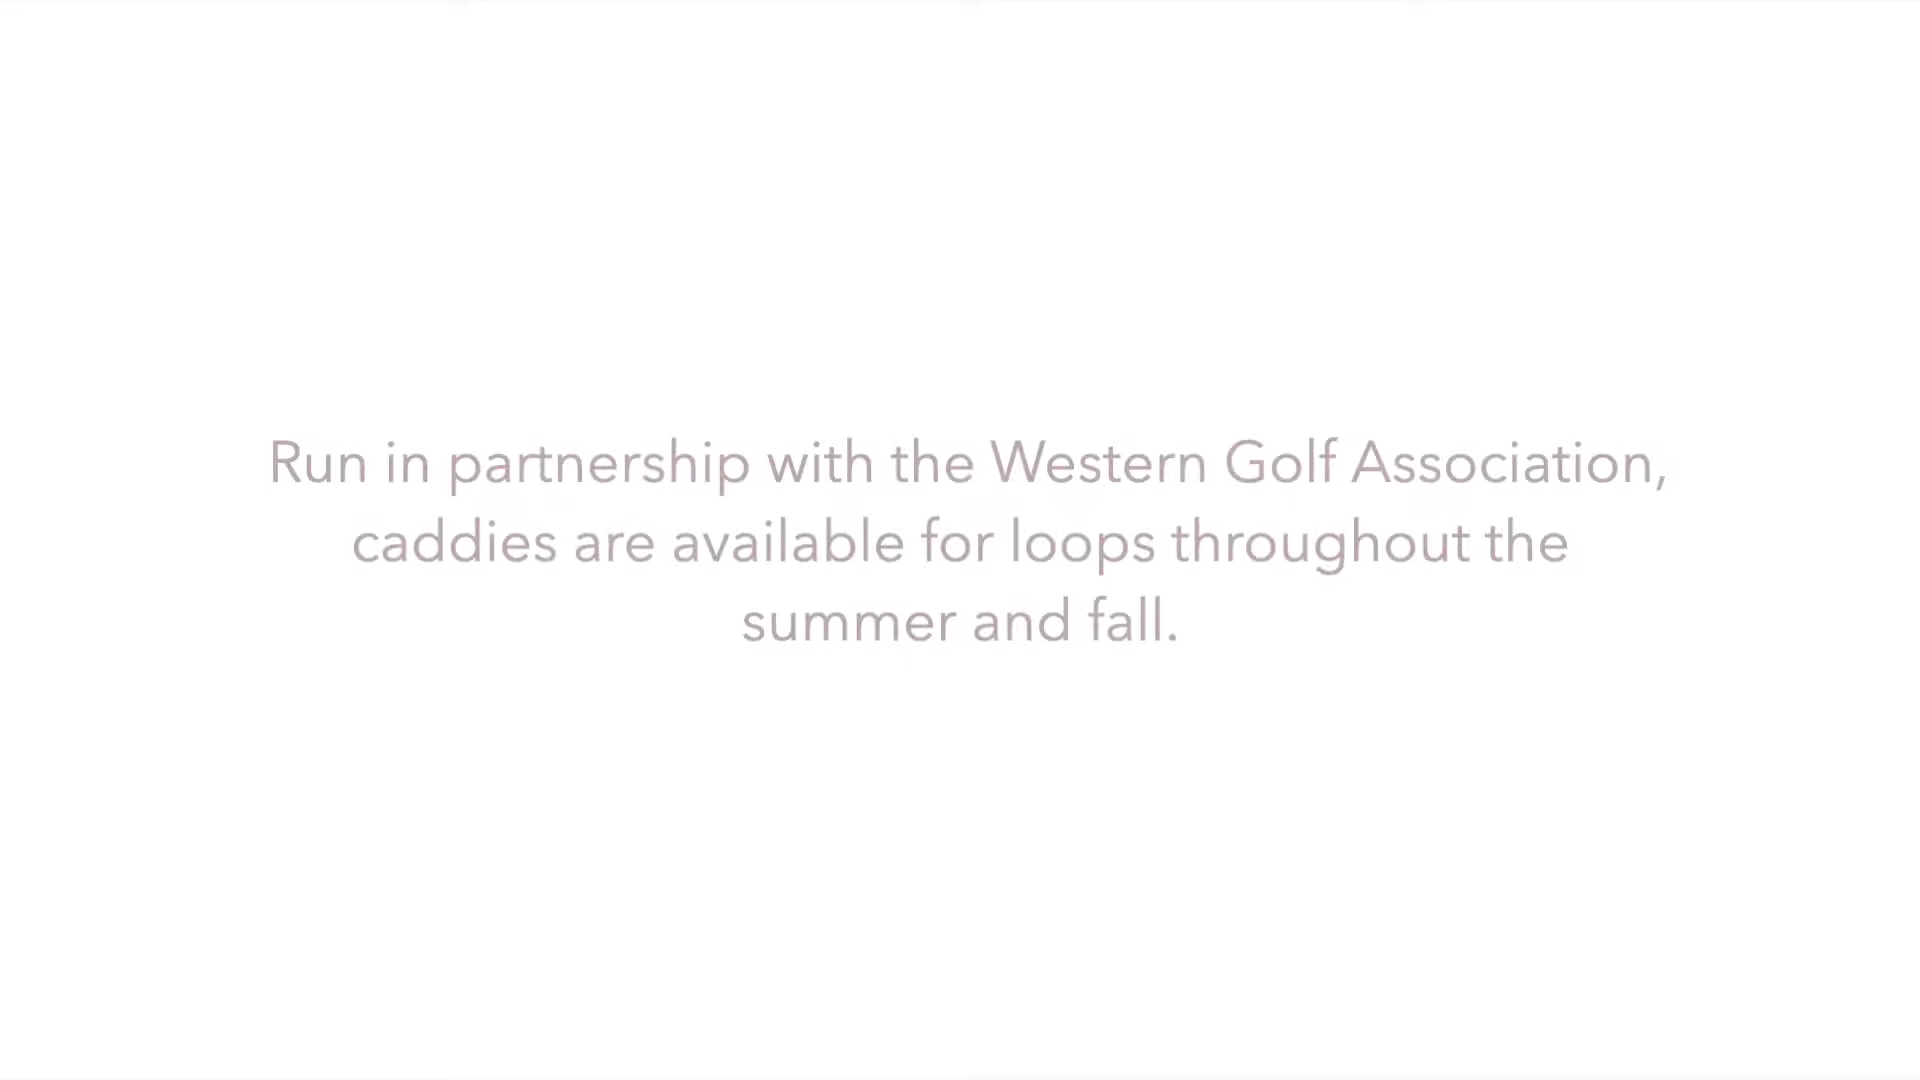 Run in partnership with the Western Golf Association,
caddies are available for loops throughout the
summer and fall.